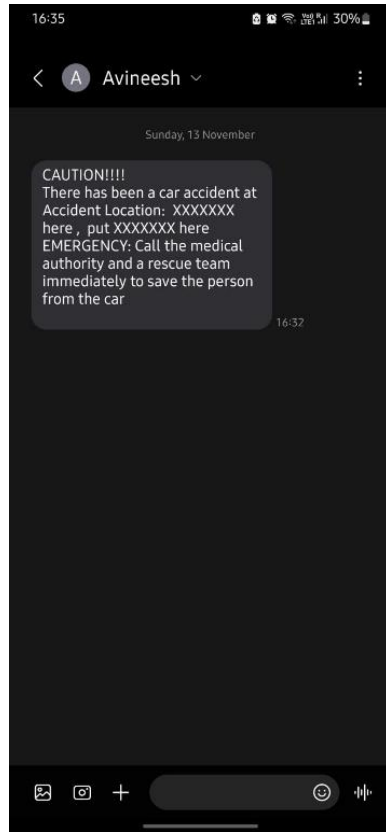 16:35
30%
A
Avineesh
Sunday, 13 November
CAUTION!!!!
There has been a car accident at
Accident Location: XXXXXXX
here , put XXXXXXX here
EMERGENCY: Call the medical
authority and a rescue team
immediately to save the person
from the car
16:32